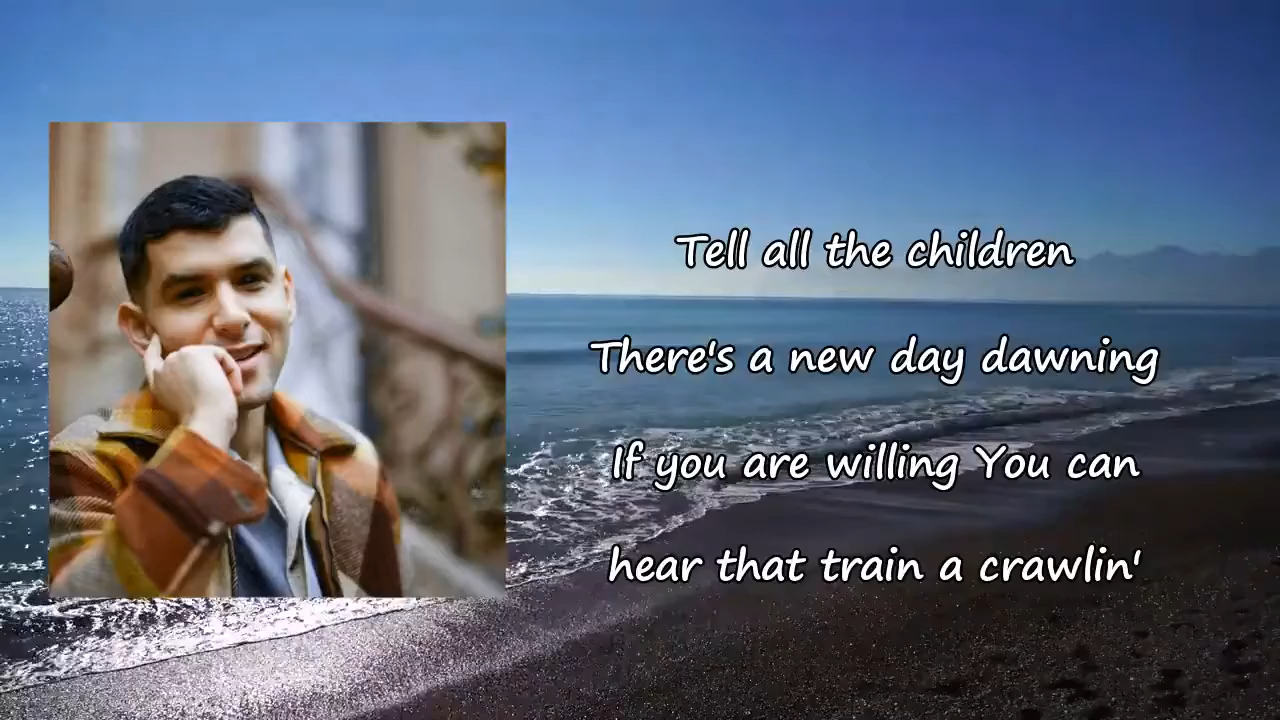 Tell all the children
There's a new day dawning
If you are willing You can
hear that train a crawlin'